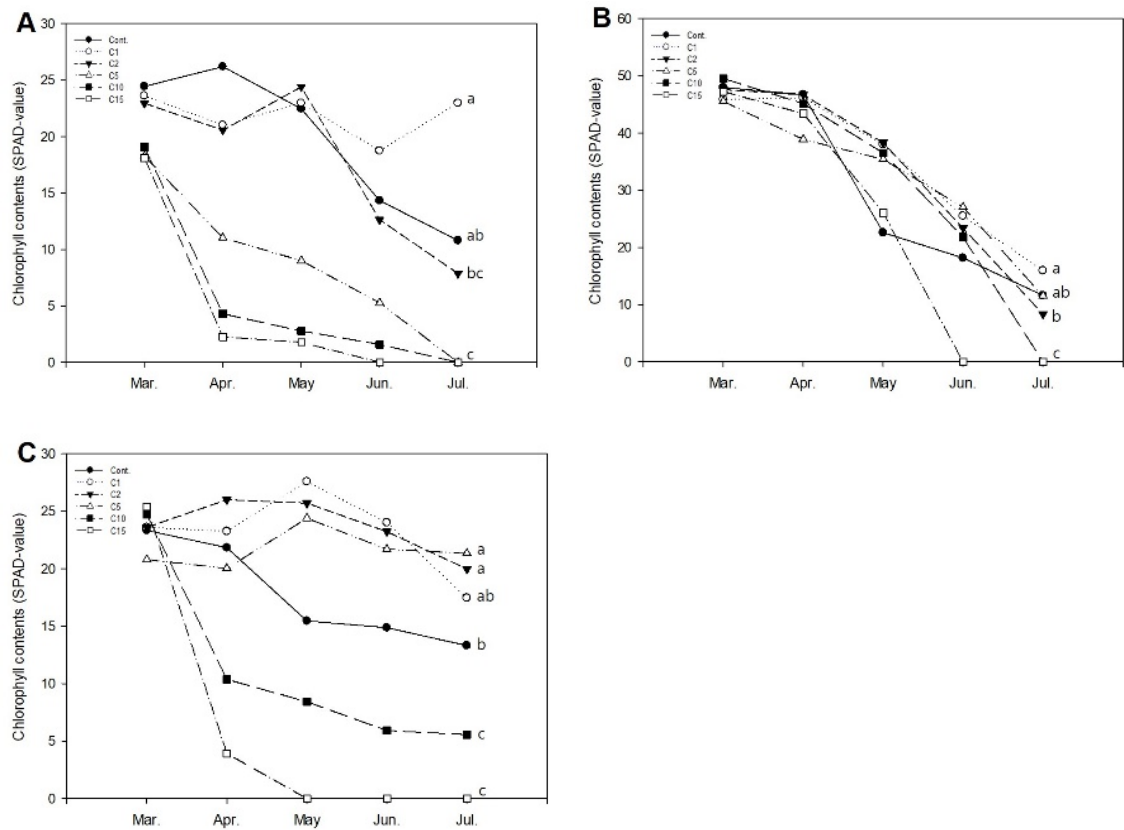 A
Chlorophyll contents (SPAD-value)
30
25
20
15
10
5
0
Cont.
C1
C2
C5
C10
C15
a
ab
bc
c
Mar. Apr. May Jun. Jul.
B
Chlorophyll contents (SPAD-value)
60
50
40
30
20
10
0
Cont.
C1
C2
C5
C10
C15
a
ab
b
c
Mar. Apr. May Jun. Jul.
C
Chlorophyll contents (SPAD-value)
30
25
20
15
10
5
0
Cont.
C1
C2
C5
C10
C15
a
a
ab
b
c
c
Mar. Apr. May Jun. Jul.